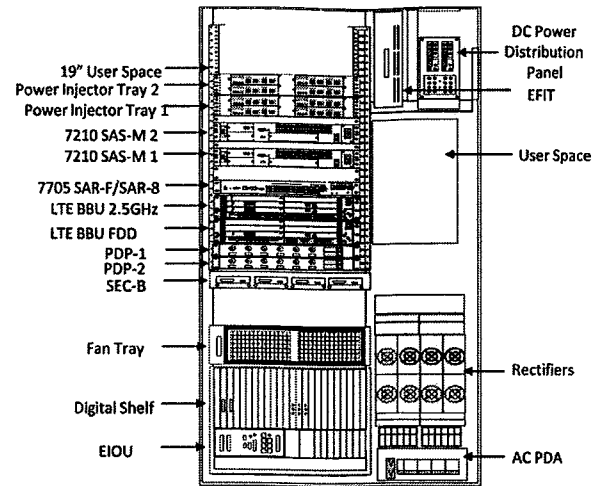 19" User Space
Power Injector Tray 2
Power Injector Tray 1
7210 SAS-M 2
7210 SAS-M 1
7705 SAR-F/SAR-8
LTE BBU 2.5GHz
LTE BBU FDD
PDP-1
PDP-2
SEC-B
Fan Tray
Digital Shelf
EIOU
DC Power
Distribution
Panel
EFIT
User Space
Rectifiers
AC PDA